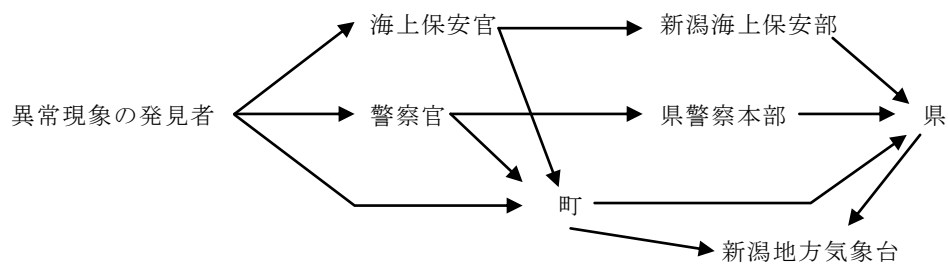 海上保安官
新潟海上保安部
異常現象の発見者
警察官
県警察本部
県
町
新潟地方気象台